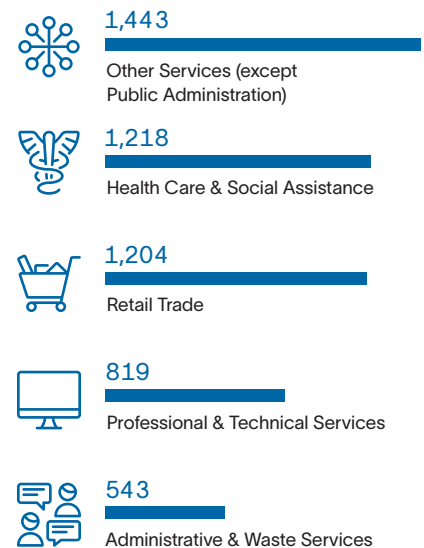 1,443
Other Services (except
Public Administration)
1,218
Health Care & Social Assistance
1,204
Retail Trade
819
Professional & Technical Services
543
Administrative & Waste Services